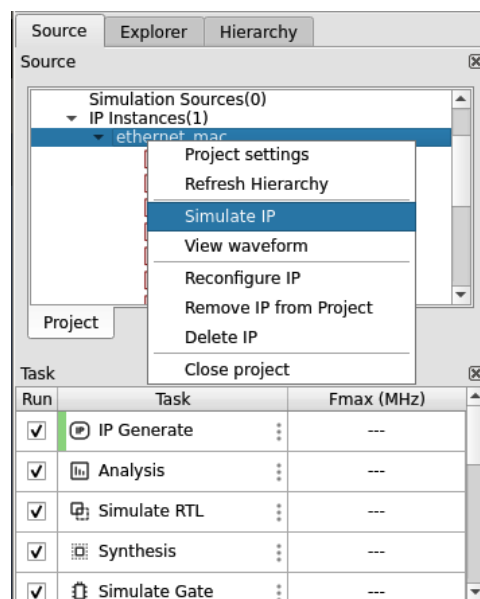 Source Explorer Hierarchy
Source
Simulation Sources(0)
IP Instances(1)
ethernet_mac
Project settings
Refresh Hierarchy
Simulate IP
View waveform
Reconfigure IP
Remove IP from Project
Delete IP
Close project
Project
Task
Run Task Fmax (MHz)
IP Generate ---
Analysis ---
Simulate RTL ---
Synthesis ---
Simulate Gate ---